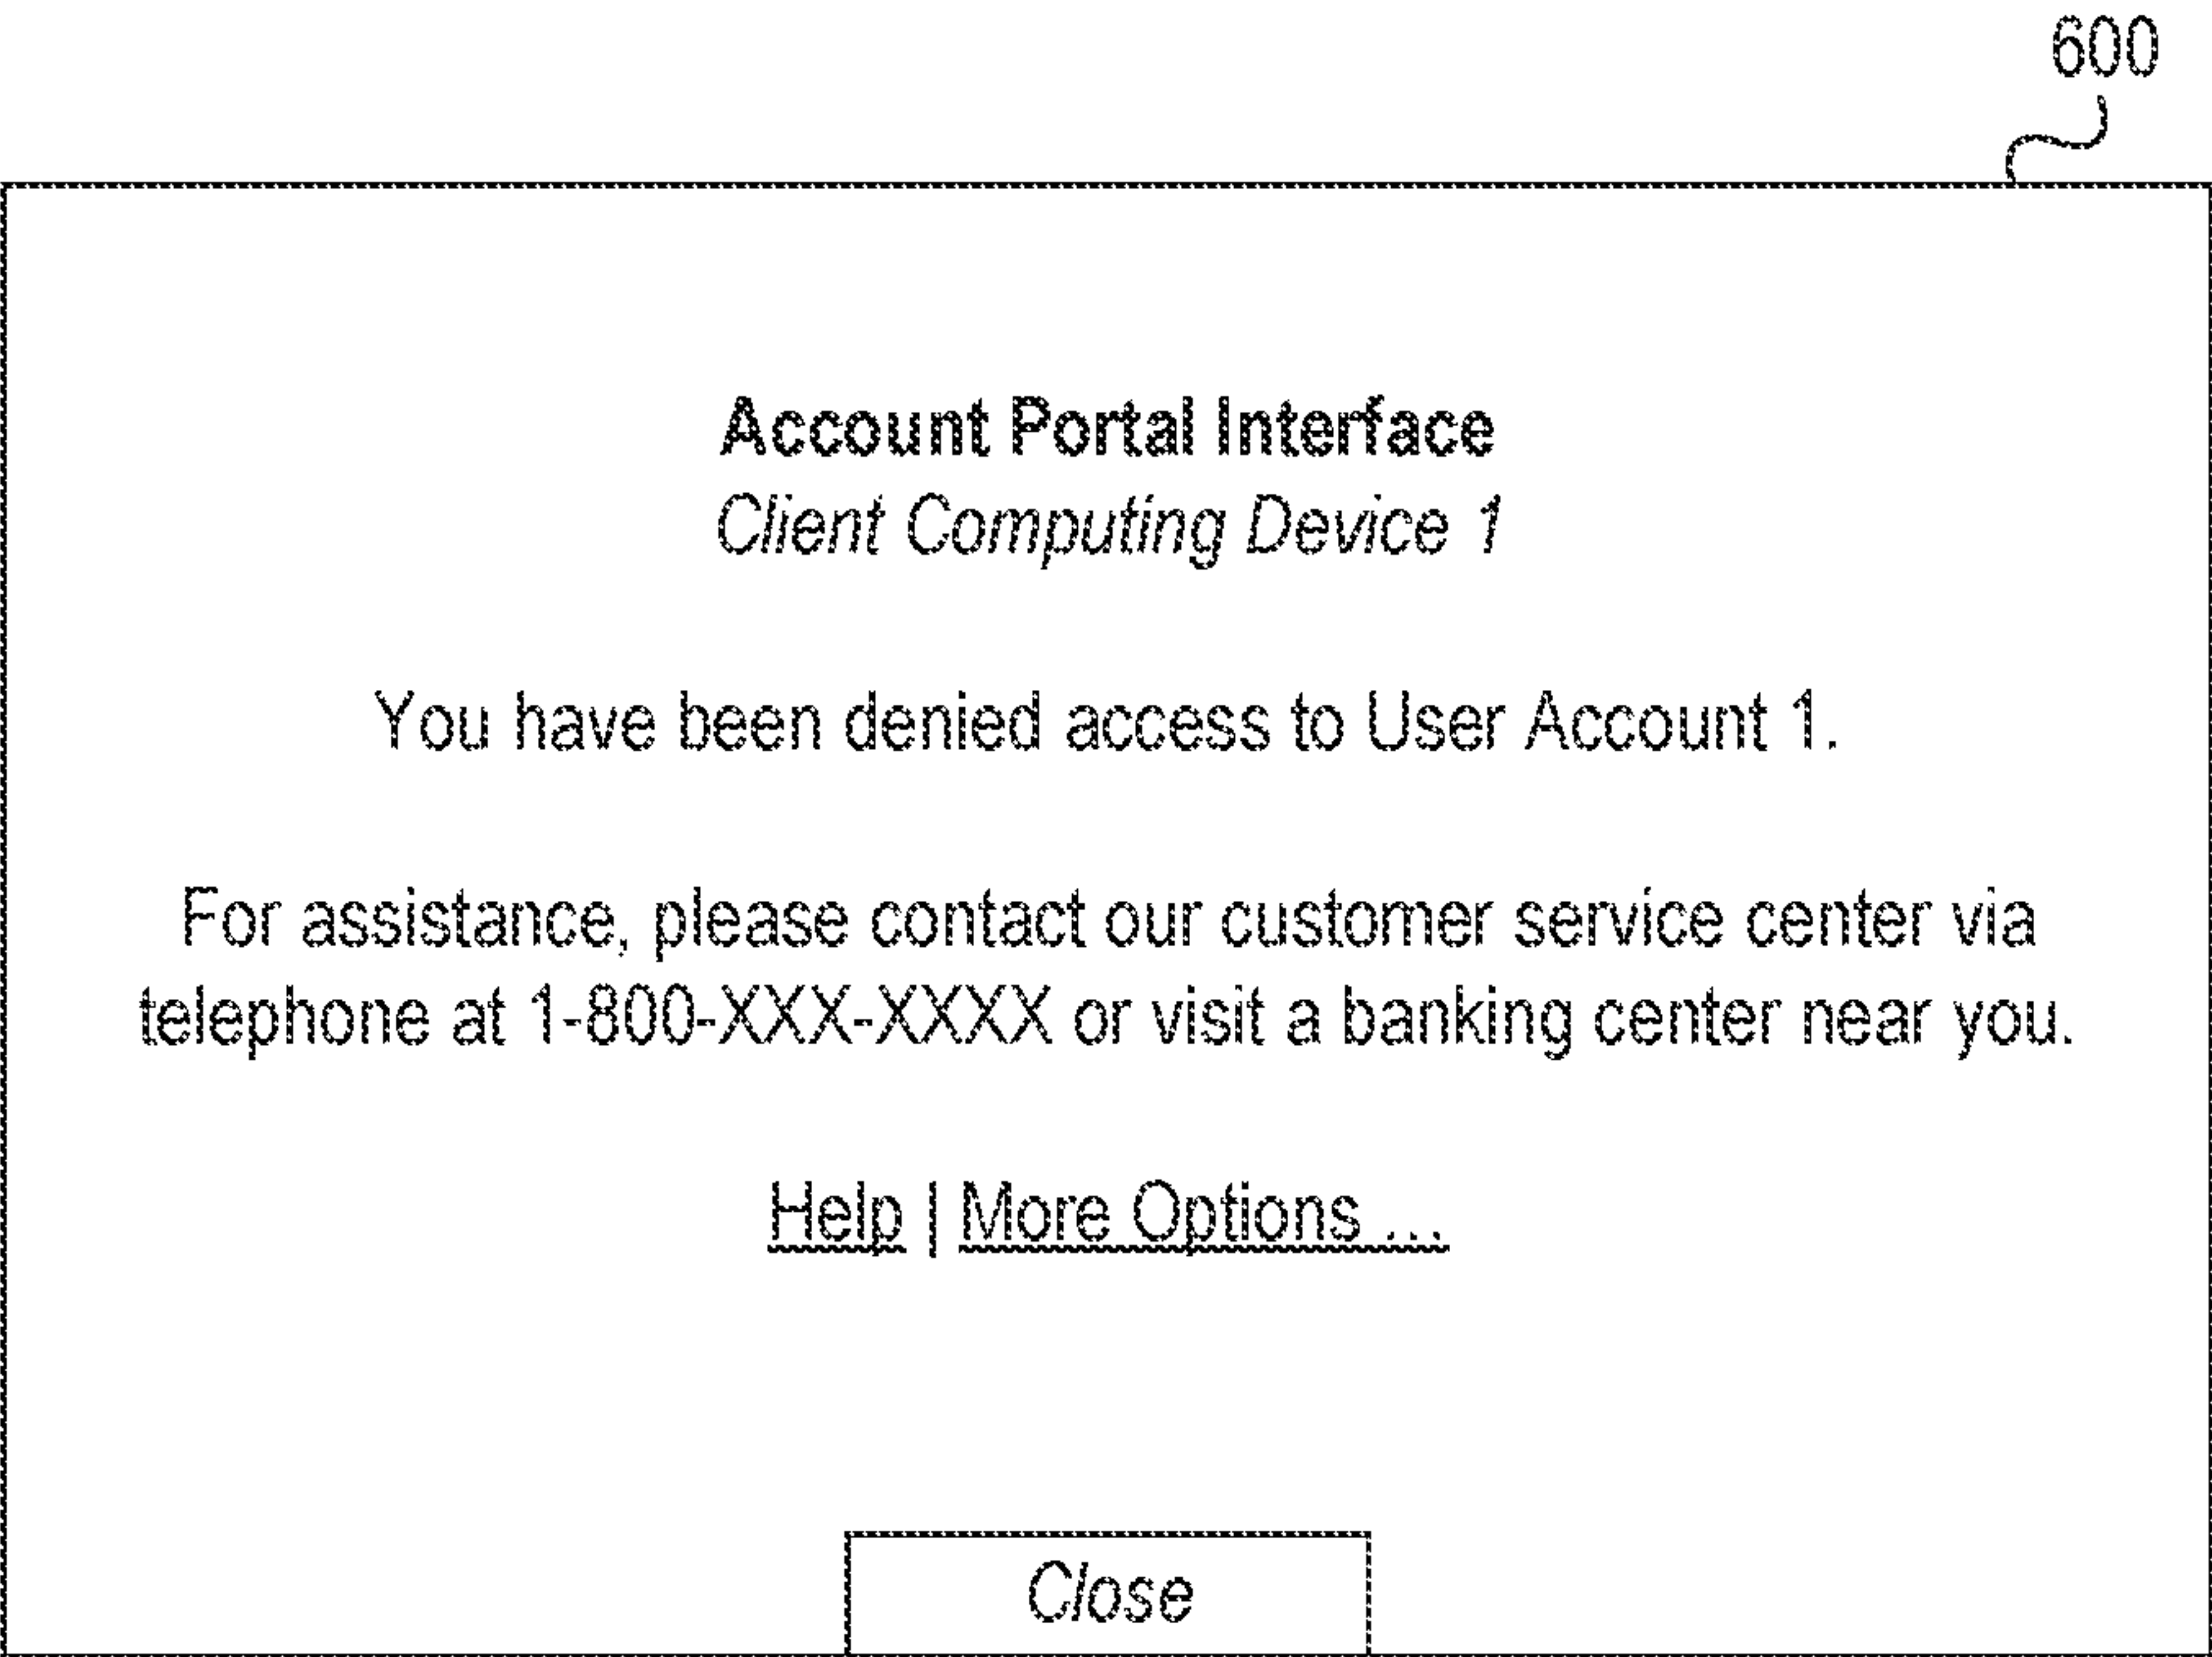 600
Account Portal Interface
Client Computing Device 1
You have been denied access to User Account 1.
For assistance, please contact our customer service center via
telephone at 1-800-XXX-XXXX or visit a banking center near you.
Help | More Options ...
Close